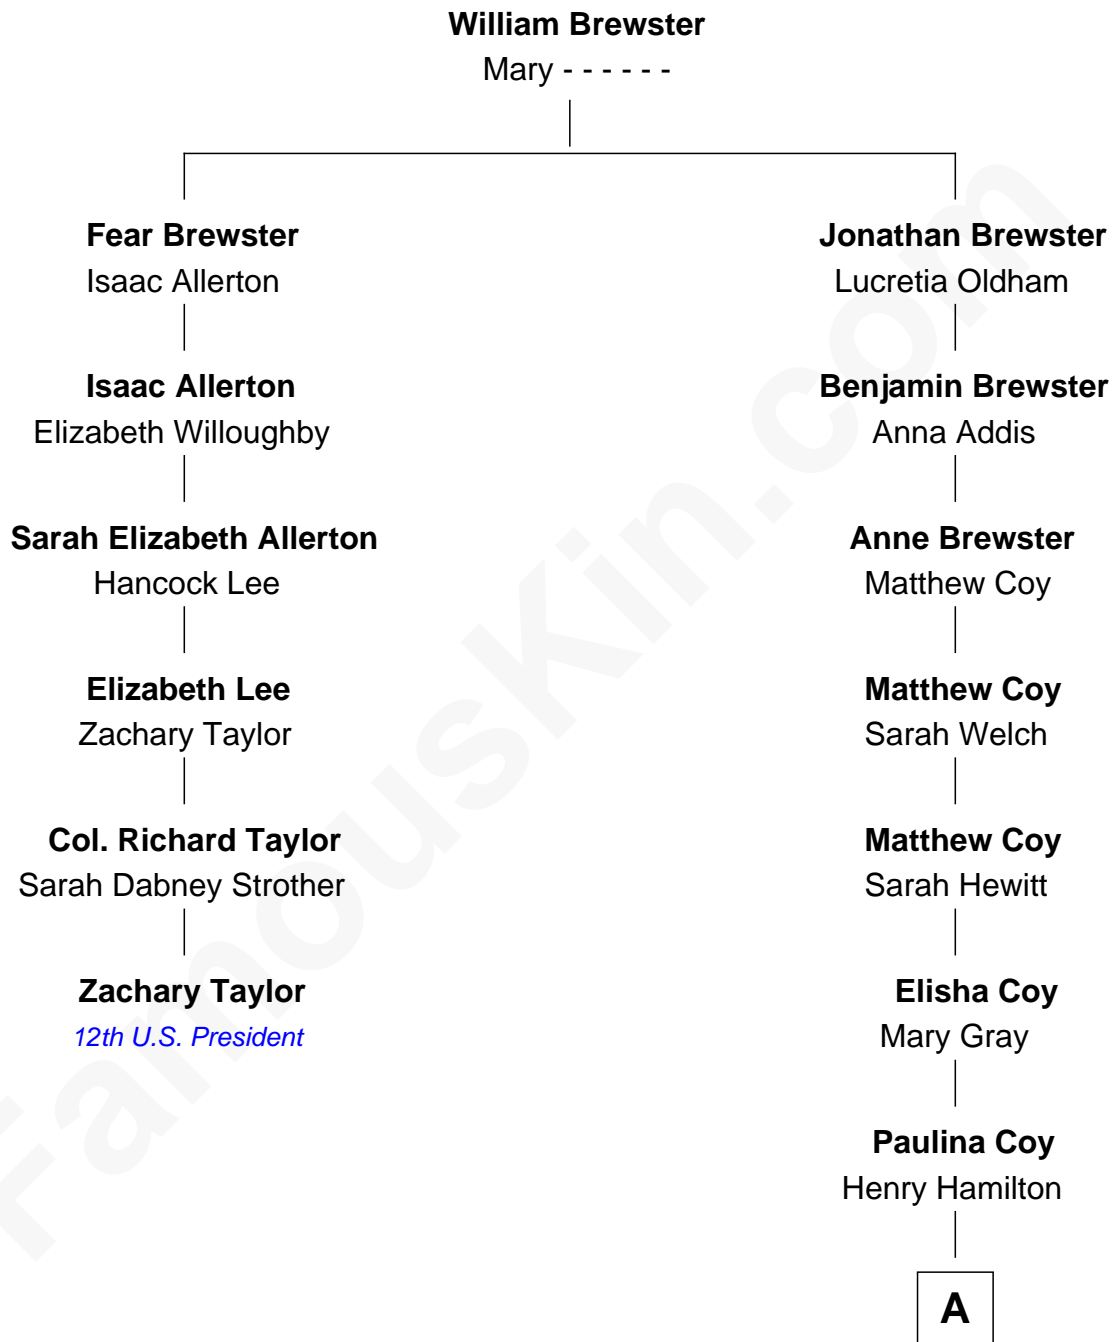 William Brewster
Mary - - - - - -
Fear Brewster
Isaac Allerton
Jonathan Brewster
Lucretia Oldham
Isaac Allerton
Elizabeth Willoughby
Benjamin Brewster
Anna Addis
Sarah Elizabeth Allerton
Hancock Lee
Anne Brewster
Matthew Coy
Elizabeth Lee
Zachary Taylor
Matthew Coy
Sarah Welch
Col. Richard Taylor
Sarah Dabney Strother
Matthew Coy
Sarah Hewitt
Zachary Taylor
12th U.S. President
Elisha Coy
Mary Gray
Paulina Coy
Henry Hamilton
A
FamousKin.com